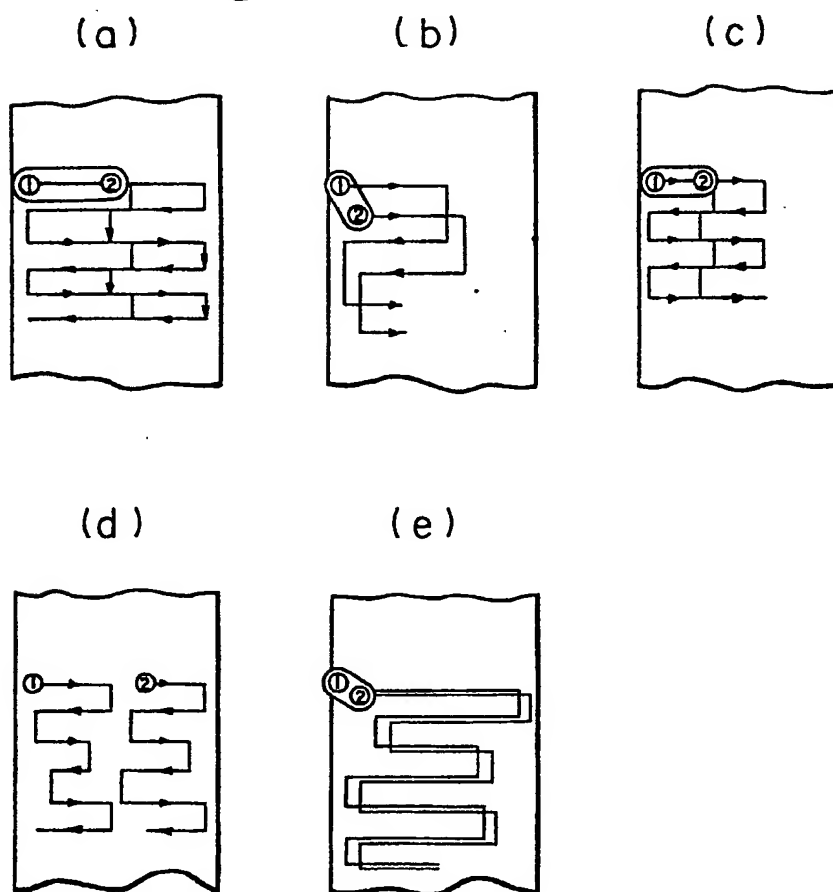 (a) (b) (c)
① ② ① ② ① ②
(d) (e)
① ② ① ②